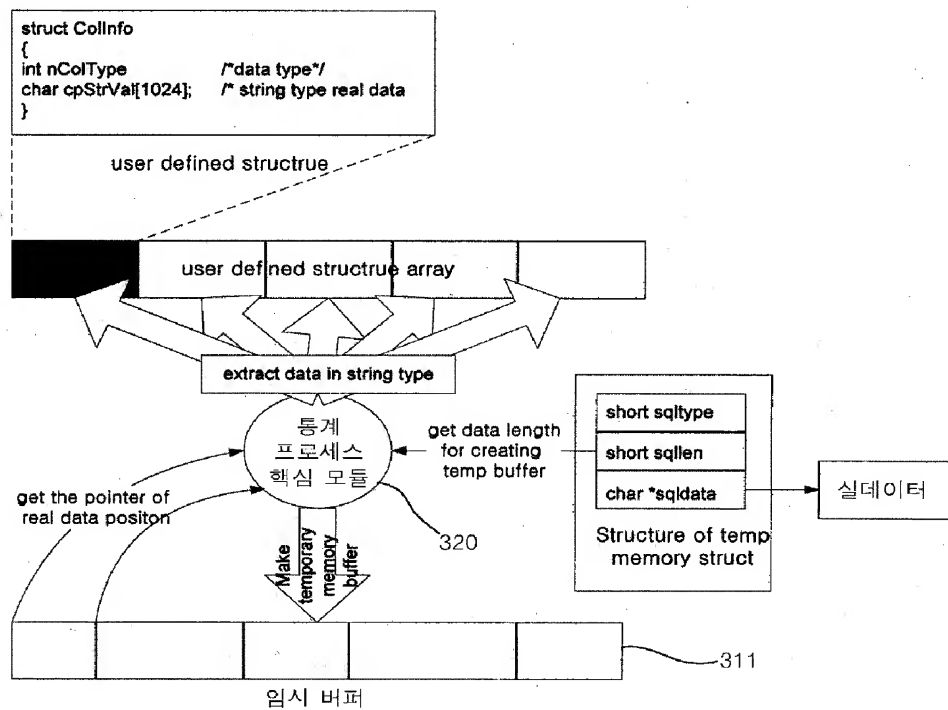 struct ColInfo
{
int nColType /*data type*/
char cpStrVal[1024]; /* string type real data
}
user defined structrue
user defined structrue array
extract data in string type
통계
프로세스
핵심 모듈
get data length
for creating
temp buffer
short sqltype
short sqllen
char *sqldata
실데이터
Structure of temp
memory struct
get the pointer of
real data positon
320
Make
temporary
memory
buffer
311
임시 버퍼